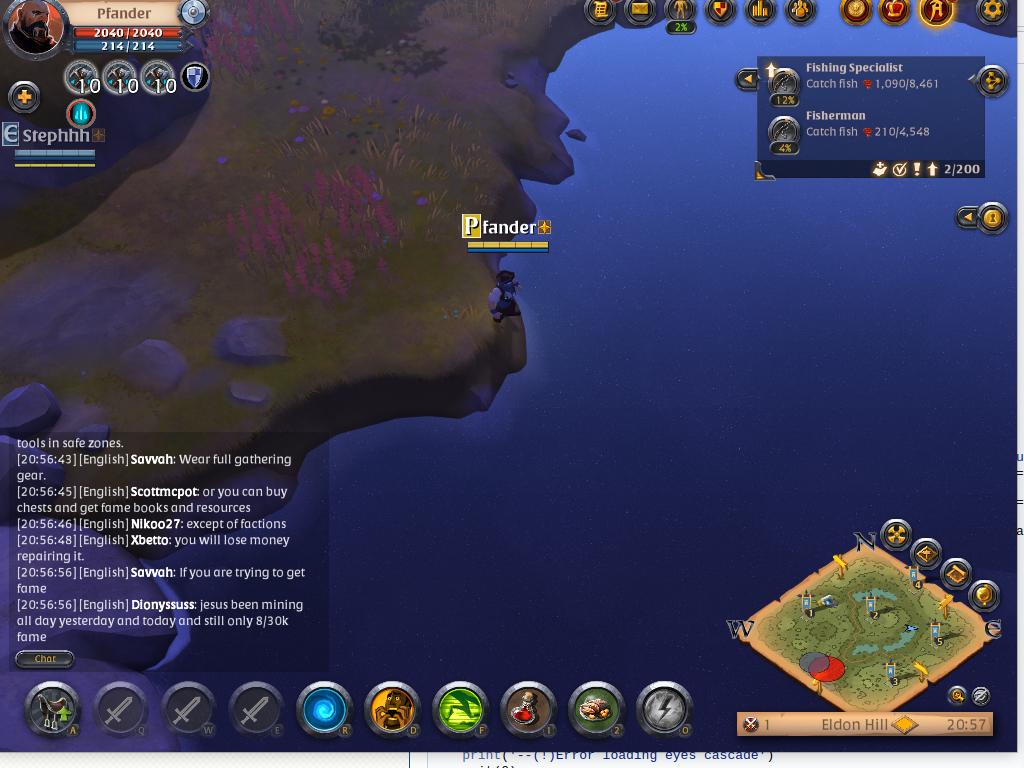 Pfander
2040 / 2040
214 / 214
2%
10
10
10
E Stephhh
Fishing Specialist
Catch fish 1,090/8,461
12%
Fisherman
Catch fish 210/4,548
4%
2/200
Pfander
tools in safe zones.
[20:56:43] [English] Savvah: Wear full gathering
gear.
[20:56:45] [English] Scottmcpot: or you can buy
chests and get fame books and resources
[20:56:46] [English] Nikoo27: except of factions
[20:56:48] [English] Xbetto: you will lose money
repairing it.
[20:56:56] [English] Savvah: If you are trying to get
fame
[20:56:56] [English] Dionyssuss: jesus been mining
all day yesterday and today and still only 8/30k
fame
Chat
N
W
E
1
2
3
4
5
A
Q
W
E
R
D
F
1
2
O
1
Eldon Hill
20:57
print('--(!)Error loading eyes cascade')